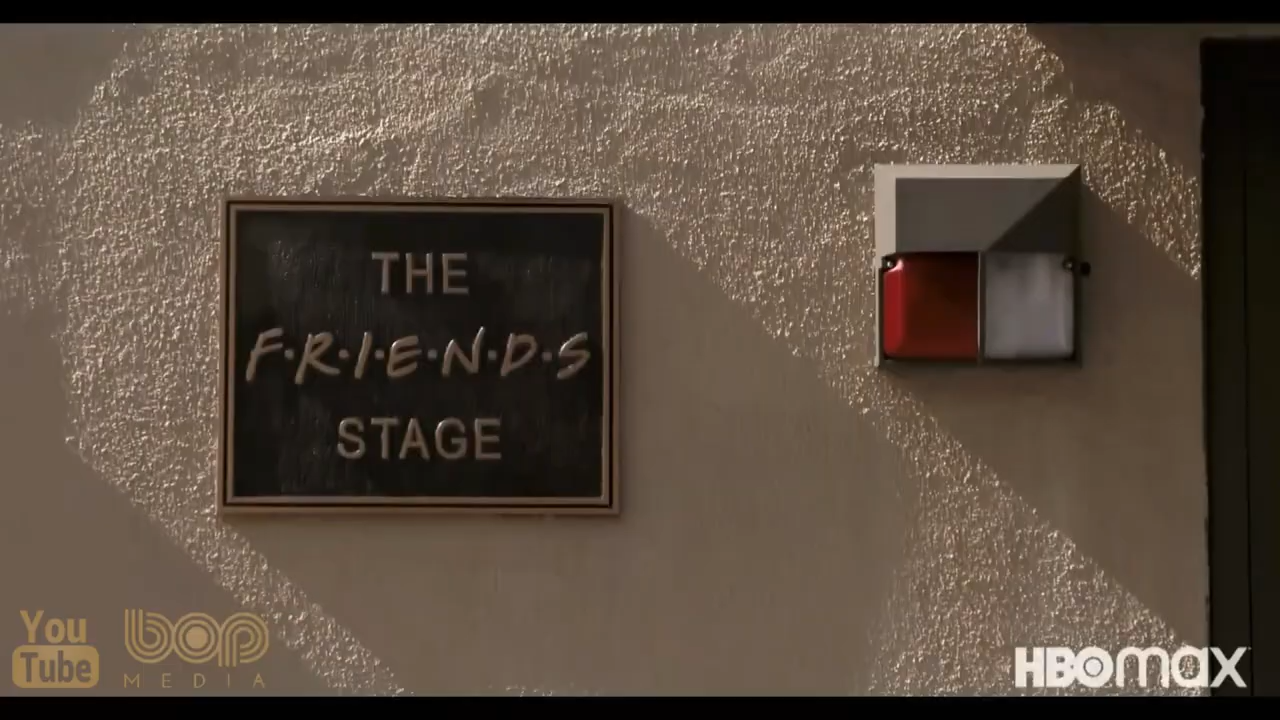 THE
F·R·I·E·N·D·S
STAGE
You
Tube
bop
MEDIA
HBOMAX